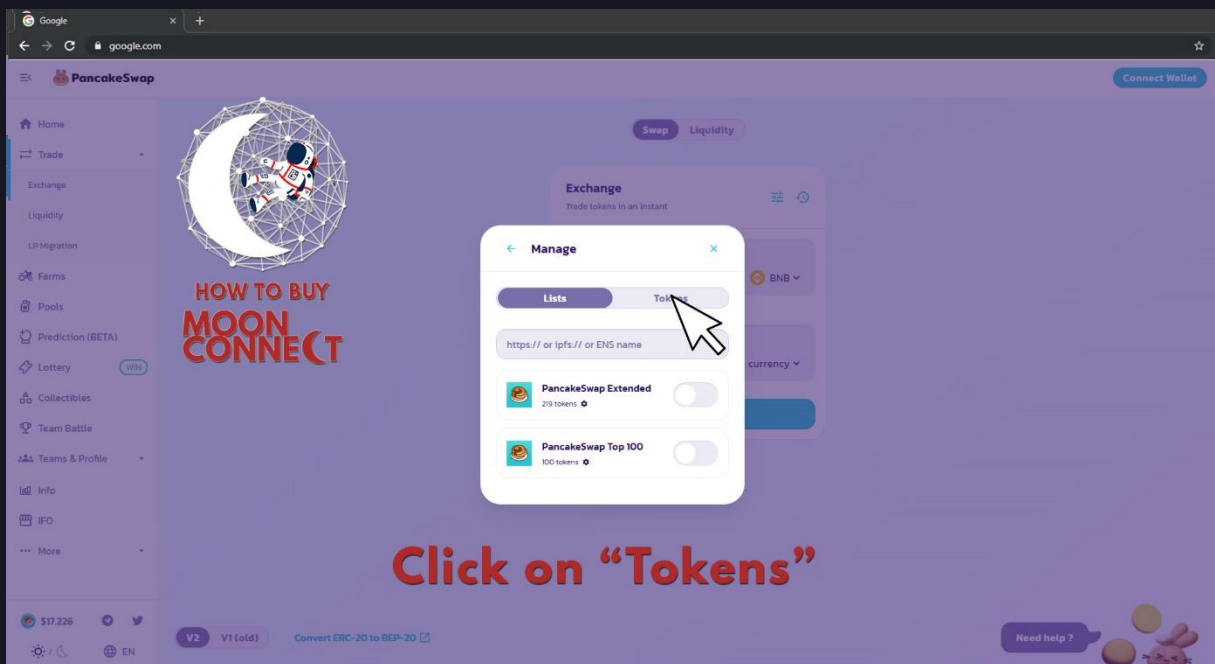 Google
google.com
PancakeSwap
Connect Wallet
Home
Trade
Exchange
Liquidity
LP Migration
Farms
Pools
Prediction (BETA)
Lottery
WIN
Collectibles
Team Battle
Teams & Profile
Info
IFO
More
$17.226
EN
HOW TO BUY
MOON
CONNECT
Swap Liquidity
Exchange
Trade tokens in an instant
BNB
currency
Manage
Lists Tokens
https:// or ipfs:// or ENS name
PancakeSwap Extended
219 tokens
PancakeSwap Top 100
100 tokens
Click on “Tokens”
V2 V1 (old) Convert ERC-20 to BEP-20
Need help ?